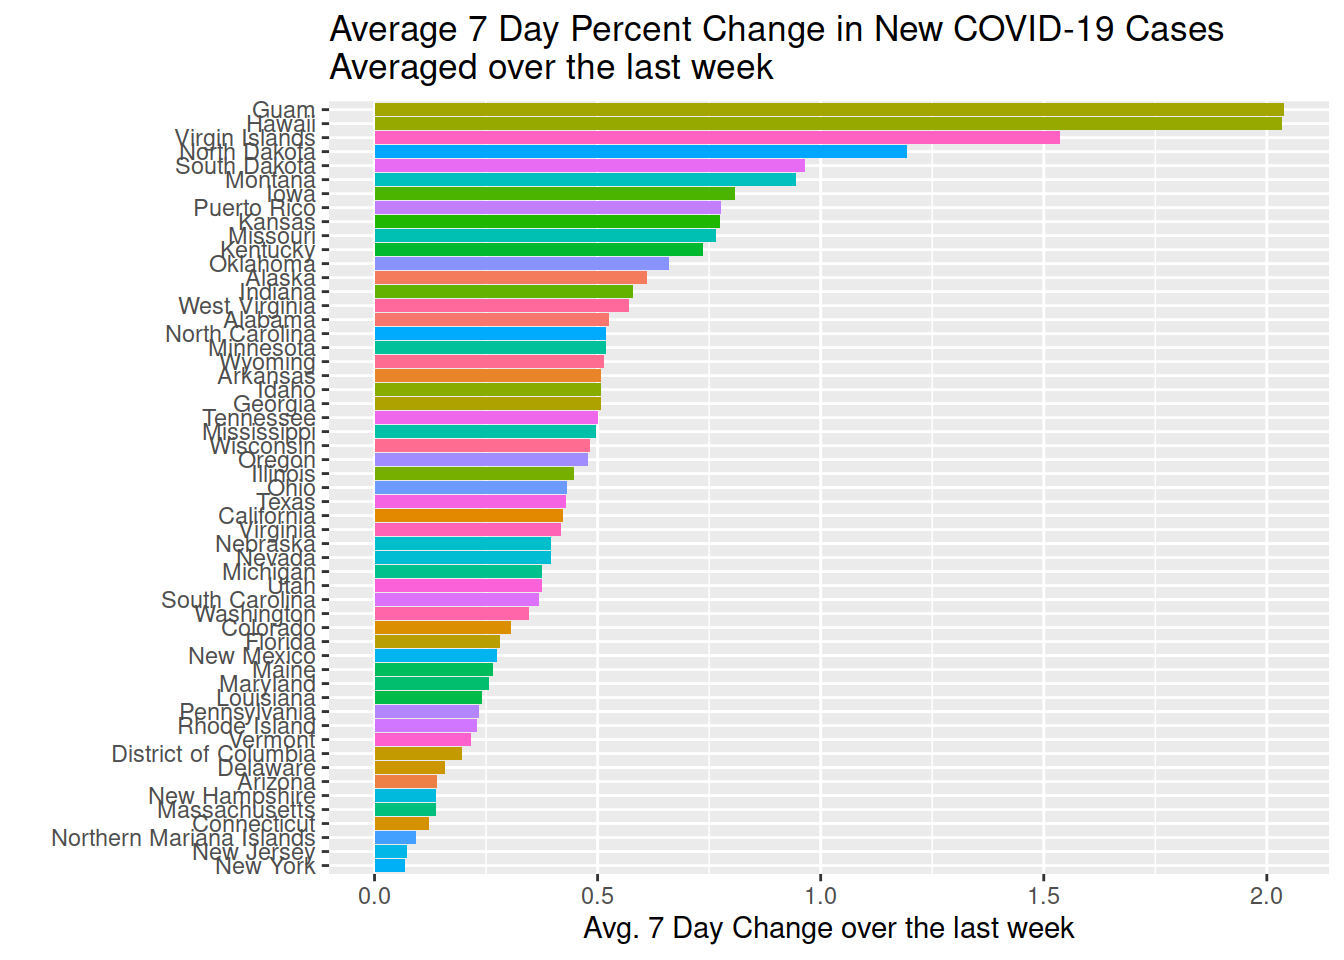 Average 7 Day Percent Change in New COVID-19 Cases
Averaged over the last week
Guam
Hawaii
Virgin Islands
North Dakota
South Dakota
Montana
Iowa
Puerto Rico
Kansas
Missouri
Kentucky
Oklahoma
Alaska
Indiana
West Virginia
Alabama
North Carolina
Minnesota
Wyoming
Arkansas
Idaho
Georgia
Tennessee
Mississippi
Wisconsin
Oregon
Illinois
Ohio
Texas
California
Virginia
Nebraska
Nevada
Michigan
Utah
South Carolina
Washington
Colorado
Florida
New Mexico
Maine
Maryland
Louisiana
Pennsylvania
Rhode Island
Vermont
District of Columbia
Delaware
Arizona
New Hampshire
Massachusetts
Connecticut
Northern Mariana Islands
New Jersey
New York
0.0 0.5 1.0 1.5 2.0
Avg. 7 Day Change over the last week